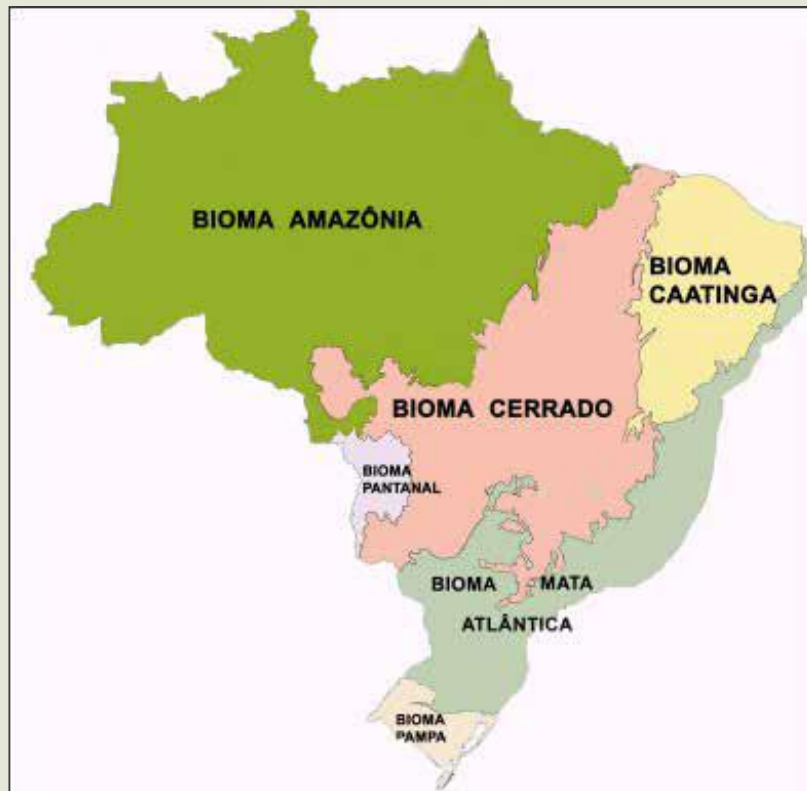 BIOMA AMAZÔNIA
BIOMA
CAATINGA
BIOMA CERRADO
BIOMA
PANTANAL
BIOMA MATA
ATLÂNTICA
BIOMA
PAMPA